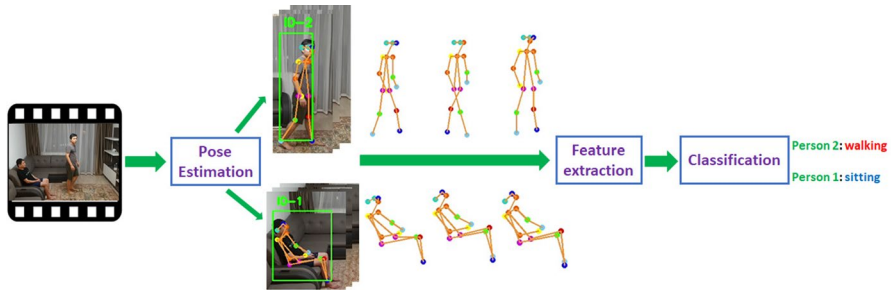 ID-2
Pose
Estimation
Feature
extraction
Classification
Person 2: walking
Person 1: sitting
ID-1